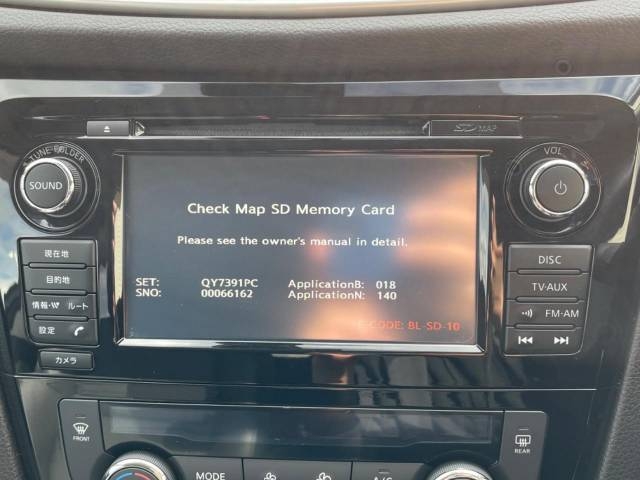 SD MAP
TUNE·FOLDER
VOL
SOUND
Check Map SD Memory Card
Please see the owner's manual in detail.
SET: QY7391PC ApplicationB: 018
SNO: 00066162 ApplicationN: 140
CODE: BL-SD-10
現在地
目的地
情報・ルート
設定
カメラ
DISC
TV-AUX
FM-AM
FRONT
REAR
MODE
A/C